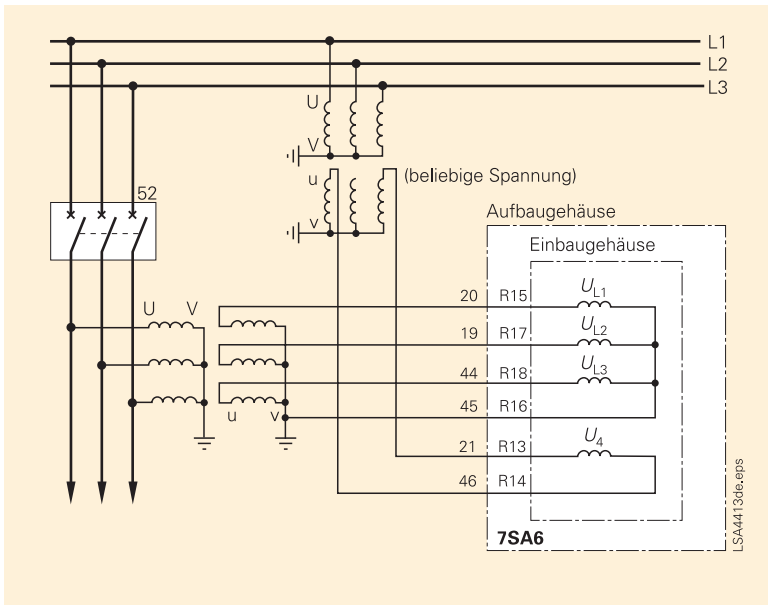 L1
L2
L3
U
V
u
(beliebige Spannung)
v
52
Aufbaugehäuse
Einbaugehäuse
U V
20 R15 UL1
19 R17 UL2
44 R18 UL3
u v
45 R16
21 R13 U4
46 R14
7SA6
LSA4413de.eps